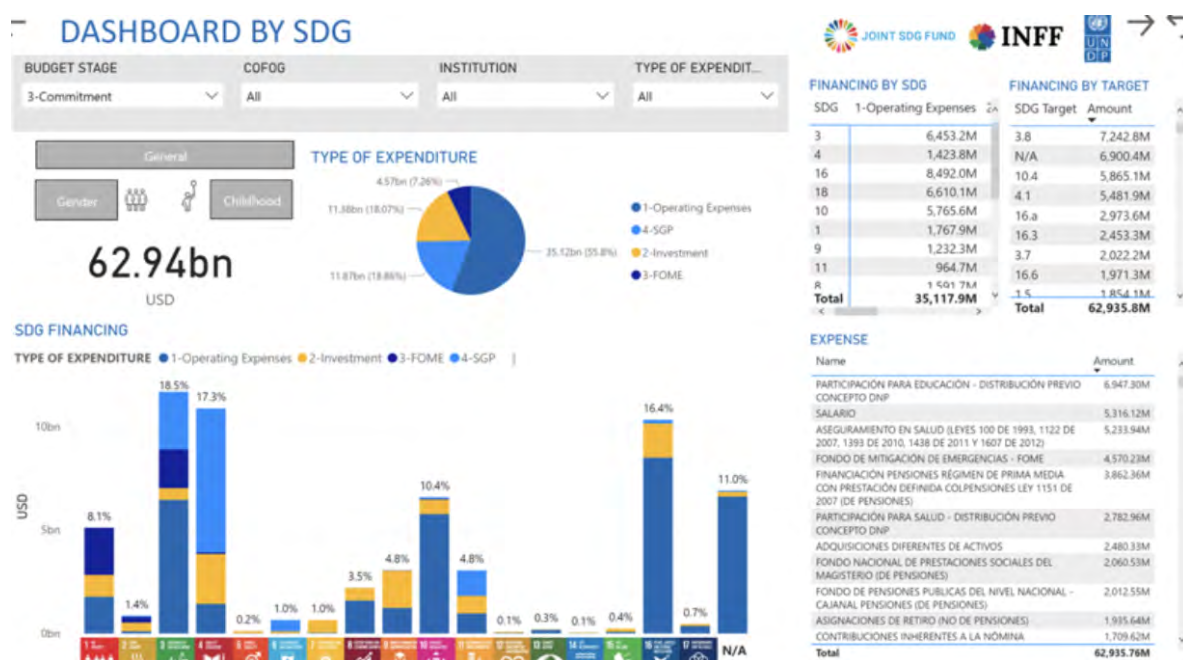 DASHBOARD BY SDG
JOINT SDG FUND
INFF
UN
DP
BUDGET STAGE
COFOG
INSTITUTION
TYPE OF EXPENDIT...
3-Commitment
All
All
All
General
Gender
Childhood
62.94bn
USD
TYPE OF EXPENDITURE
4.57bn (7.26%)
11.38bn (18.07%)
11.87bn (18.86%)
35.12bn (55.8%)
1-Operating Expenses
4-SGP
2-Investment
3-FOME
FINANCING BY SDG
SDG 1-Operating Expenses
3 6,453.2M
4 1,423.8M
16 8,492.0M
18 6,610.1M
10 5,765.6M
1 1,767.9M
9 1,232.3M
11 964.7M
8 1,591.7M
Total 35,117.9M
FINANCING BY TARGET
SDG Target Amount
3.8 7,242.8M
N/A 6,900.4M
10.4 5,865.1M
4.1 5,481.9M
16.a 2,973.6M
16.3 2,453.3M
3.7 2,022.2M
16.6 1,971.3M
1.5 1,854.1M
Total 62,935.8M
SDG FINANCING
TYPE OF EXPENDITURE 1-Operating Expenses 2-Investment 3-FOME 4-SGP
USD
10bn
5bn
0bn
8.1%
1.4%
18.5%
17.3%
0.2%
1.0%
1.0%
3.5%
4.8%
10.4%
4.8%
0.1%
0.3%
0.1%
0.4%
16.4%
0.7%
11.0%
N/A
EXPENSE
Name Amount
PARTICIPACIÓN PARA EDUCACIÓN - DISTRIBUCIÓN PREVIO 6,947.30M
CONCEPTO DNP
SALARIO 5,316.12M
ASEGURAMIENTO EN SALUD (LEYES 100 DE 1993, 1122 DE 5,233.94M
2007, 1393 DE 2010, 1438 DE 2011 Y 1607 DE 2012)
FONDO DE MITIGACIÓN DE EMERGENCIAS - FOME 4,570.23M
FINANCIACIÓN PENSIONES RÉGIMEN DE PRIMA MEDIA 3,862.36M
CON PRESTACIÓN DEFINIDA COLPENSIONES LEY 1151 DE
2007 (DE PENSIONES)
PARTICIPACIÓN PARA SALUD - DISTRIBUCIÓN PREVIO 2,782.96M
CONCEPTO DNP
ADQUISICIONES DIFERENTES DE ACTIVOS 2,480.33M
FONDO NACIONAL DE PRESTACIONES SOCIALES DEL 2,060.53M
MAGISTERIO (DE PENSIONES)
FONDO DE PENSIONES PUBLICAS DEL NIVEL NACIONAL - 2,012.55M
CAJANAL PENSIONES (DE PENSIONES)
ASIGNACIONES DE RETIRO (NO DE PENSIONES) 1,935.64M
CONTRIBUCIONES INHERENTES A LA NÓMINA 1,709.62M
Total 62,935.76M